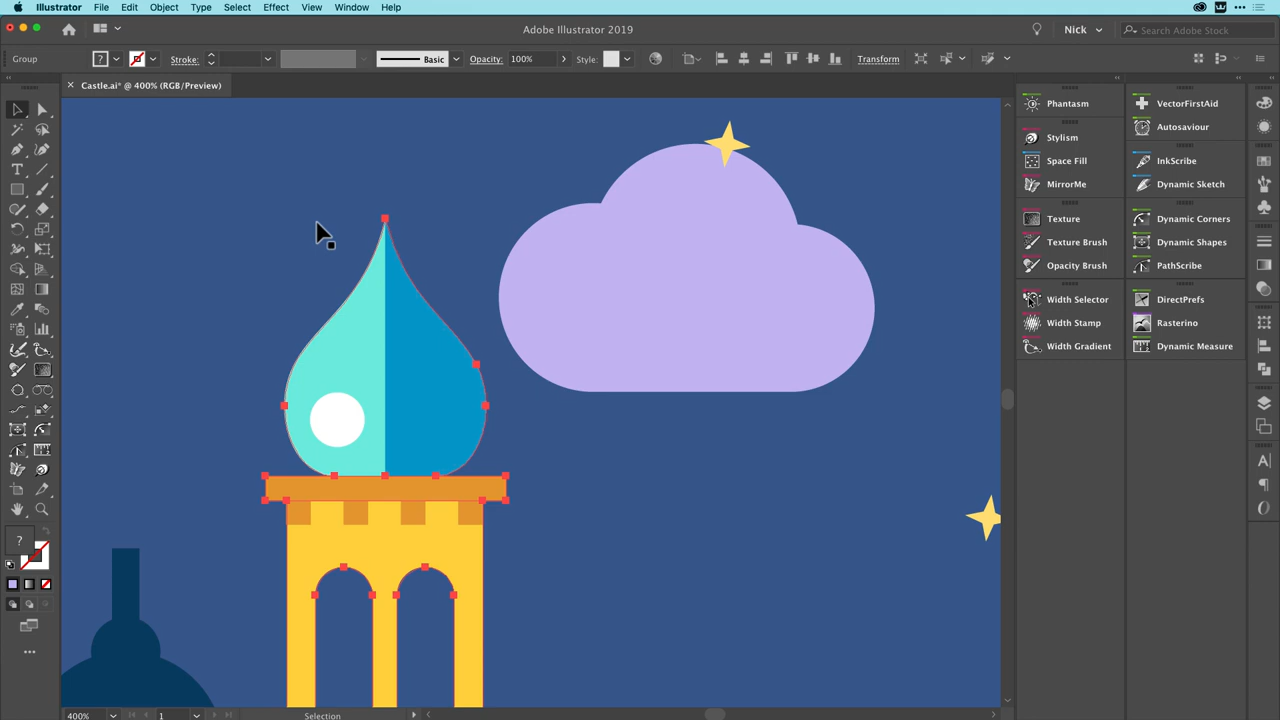 Illustrator File Edit Object Type Select Effect View Window Help
Adobe Illustrator 2019
Nick
Search Adobe Stock
Group
?
Stroke:
Basic
Opacity: 100%
Style:
Transform
Castle.ai* @ 400% (RGB/Preview)
Phantasm
Stylism
Space Fill
MirrorMe
Texture
Texture Brush
Opacity Brush
Width Selector
Width Stamp
Width Gradient
VectorFirstAid
Autosaviour
InkScribe
Dynamic Sketch
Dynamic Corners
Dynamic Shapes
PathScribe
DirectPrefs
Rasterino
Dynamic Measure
?
400%
1
Selection